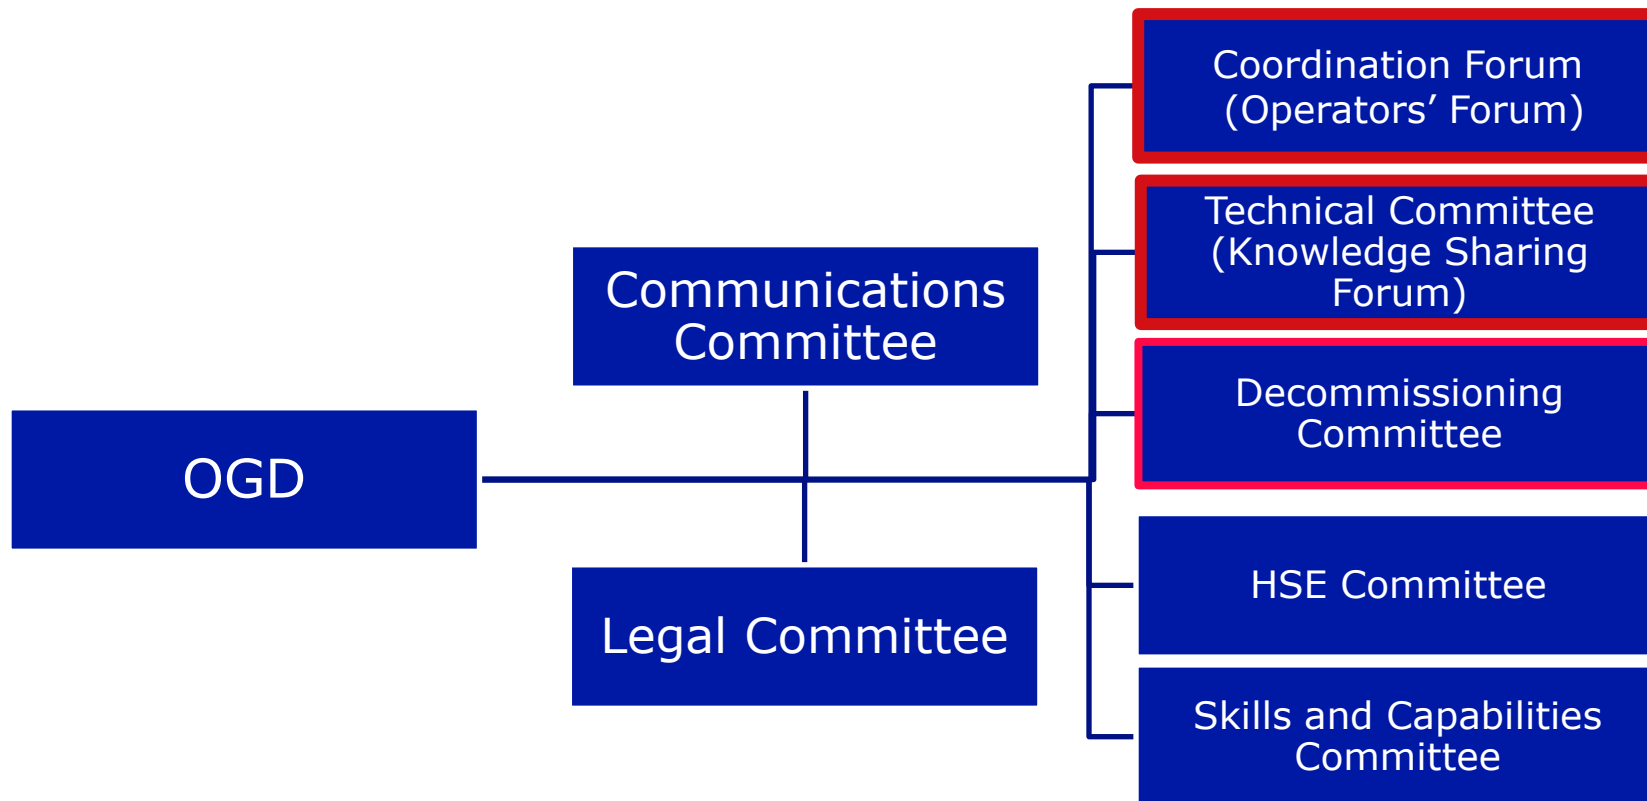 Coordination Forum
(Operators’ Forum)
Technical Committee
(Knowledge Sharing
Forum)
Communications
Committee
Decommissioning
Committee
OGD
HSE Committee
Legal Committee
Skills and Capabilities
Committee